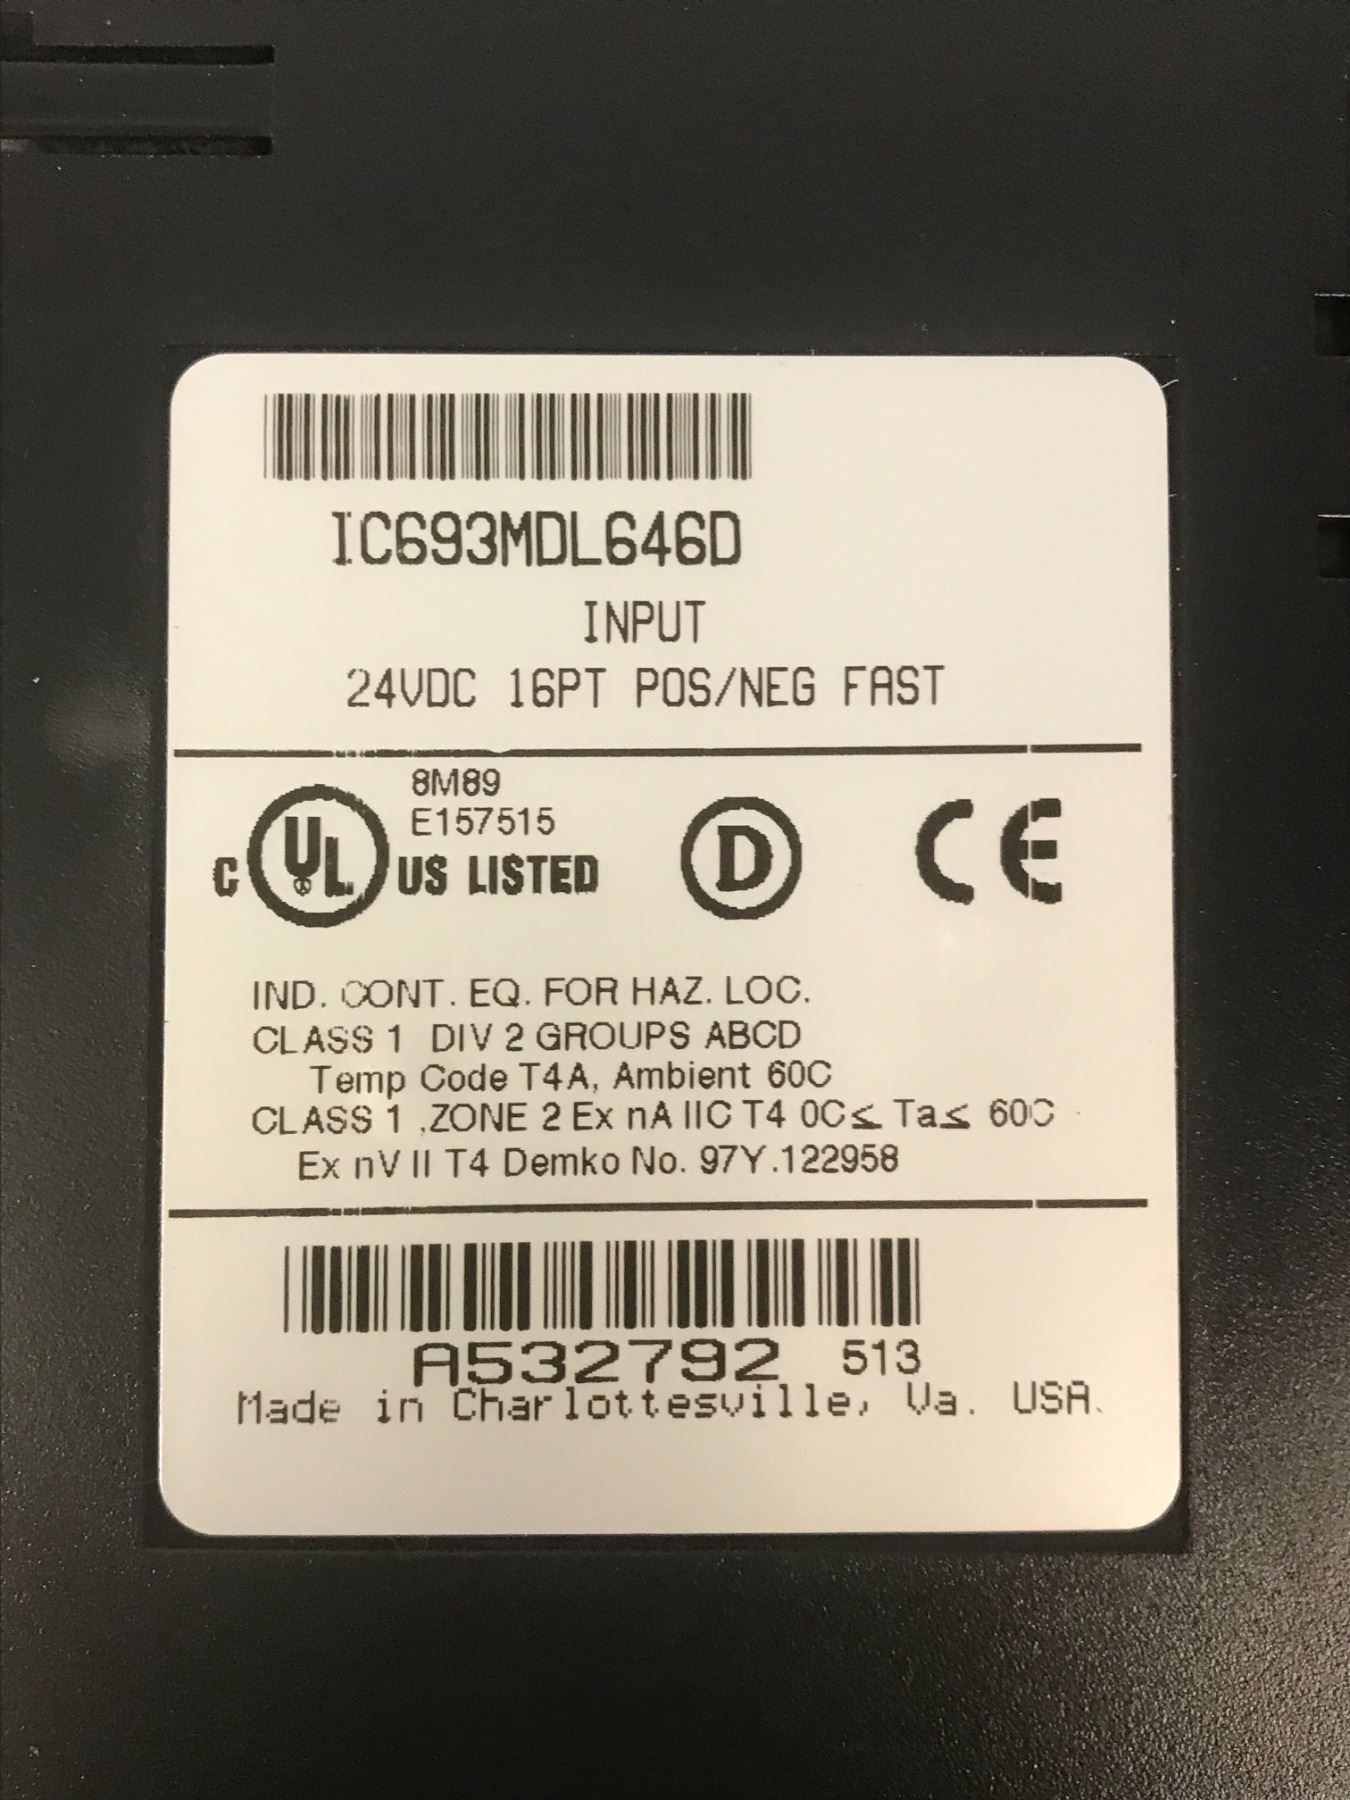 IC693MDL646D
INPUT
24VDC 16PT POS/NEG FAST
8M89
E157515
C UL US LISTED
D
CE
IND. CONT. EQ. FOR HAZ. LOC.
CLASS 1 DIV 2 GROUPS ABCD
Temp Code T4A, Ambient 60C
CLASS 1 ,ZONE 2 Ex nA IIC T4 0C≤ Ta≤ 60C
Ex nV II T4 Demko No. 97Y.122958
A532792 513
Made in Charlottesville, Va. USA.